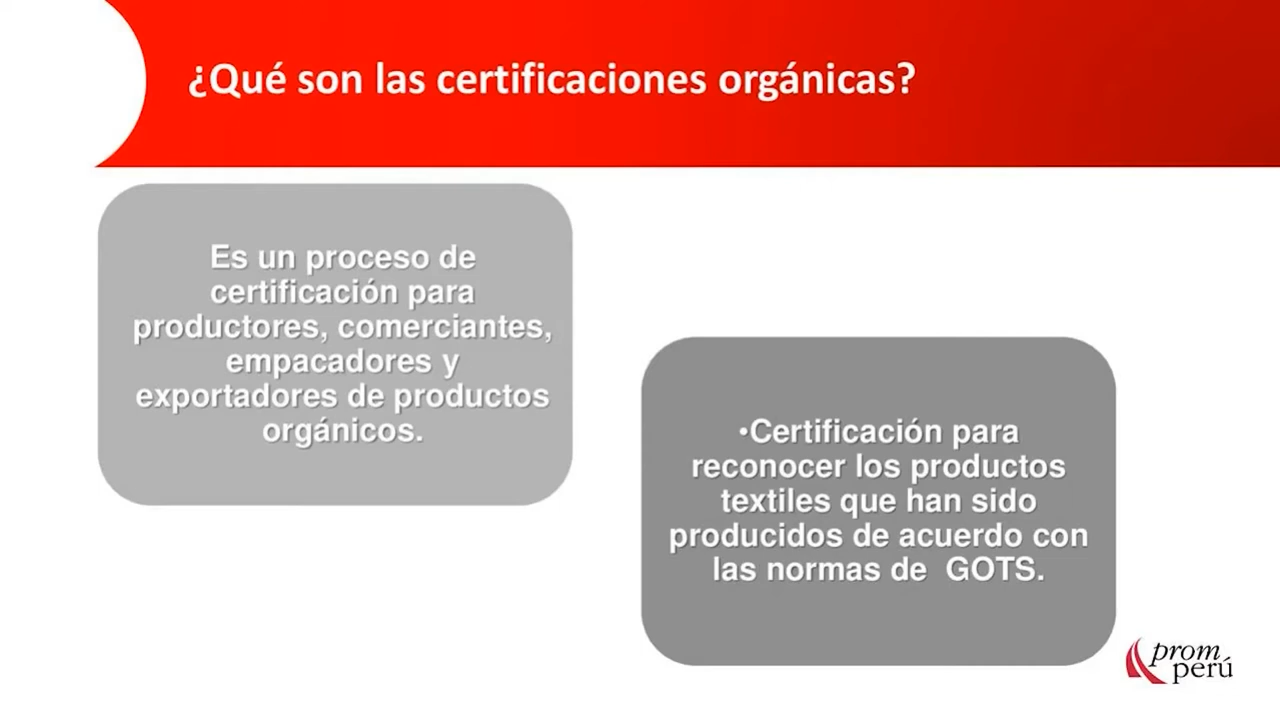 ¿Qué son las certificaciones orgánicas?
Es un proceso de
certificación para
productores, comerciantes,
empacadores y
exportadores de productos
orgánicos.
•Certificación para
reconocer los productos
textiles que han sido
producidos de acuerdo con
las normas de  GOTS.
prom
perú